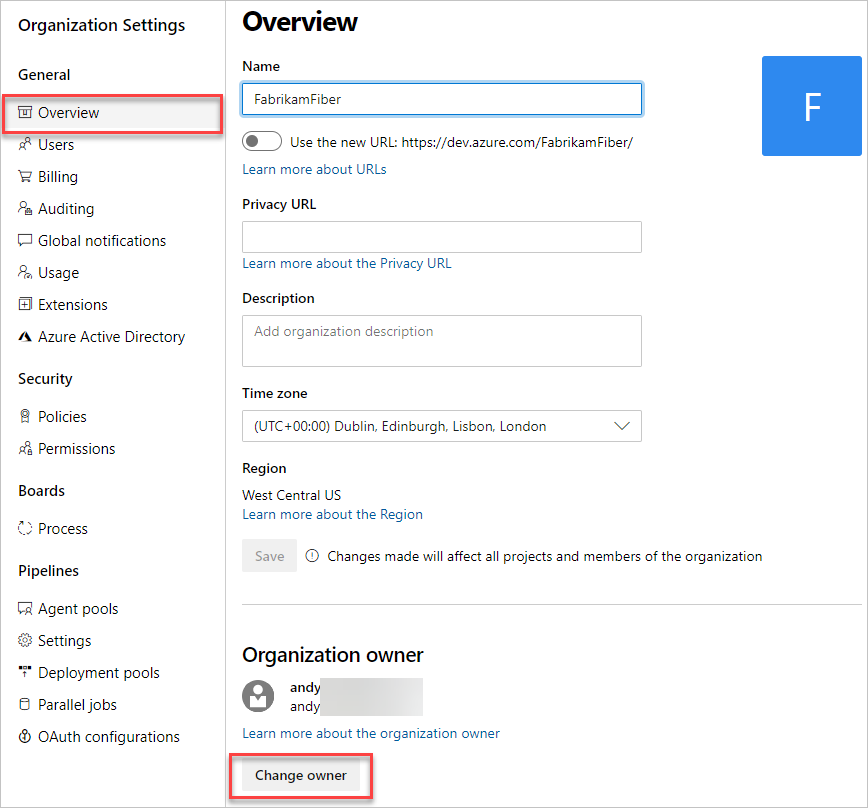 Organization Settings
General
Overview
Users
Billing
Auditing
Global notifications
Usage
Extensions
Azure Active Directory
Security
Policies
Permissions
Boards
Process
Pipelines
Agent pools
Settings
Deployment pools
Parallel jobs
OAuth configurations
Overview
Name
FabrikamFiber
F
Use the new URL: https://dev.azure.com/FabrikamFiber/
Learn more about URLs
Privacy URL
Learn more about the Privacy URL
Description
Add organization description
Time zone
(UTC+00:00) Dublin, Edinburgh, Lisbon, London
Region
West Central US
Learn more about the Region
Save
Changes made will affect all projects and members of the organization
Organization owner
andy
andy
Learn more about the organization owner
Change owner